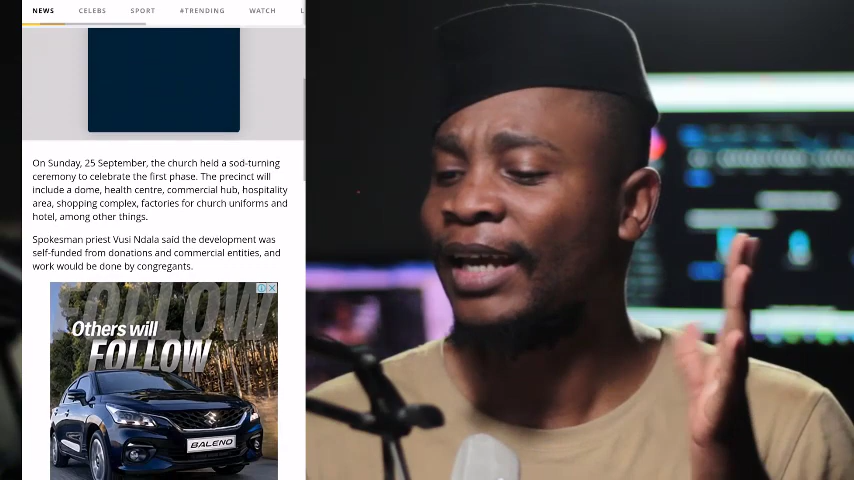 NEWS CELEBS SPORT #TRENDING WATCH L
On Sunday, 25 September, the church held a sod-turning
ceremony to celebrate the first phase. The precinct will
include a dome, health centre, commercial hub, hospitality
area, shopping complex, factories for church uniforms and
hotel, among other things.
Spokesman priest Vusi Ndala said the development was
self-funded from donations and commercial entities, and
work would be done by congregants.
FOLLOW
Others will
FOLLOW
BALENO